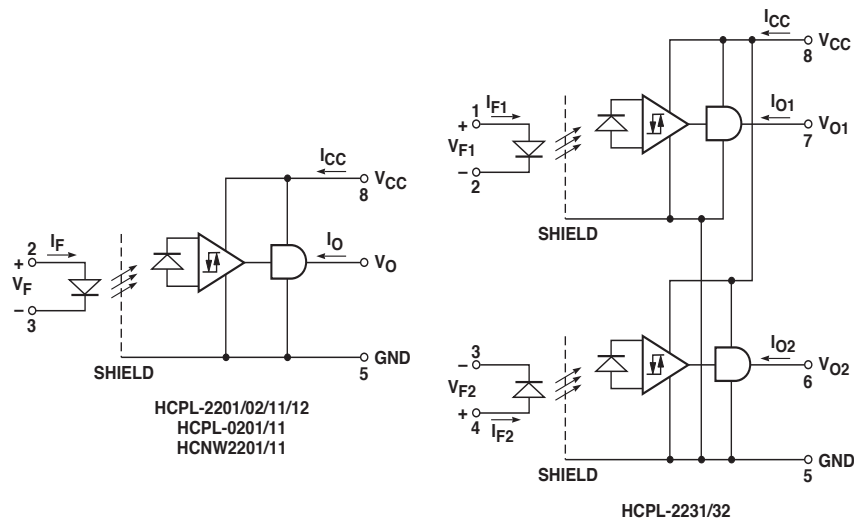 ICC
VCC
8
IF
2
+
VF
–
3
IO
VO
GND
5
SHIELD
HCPL-2201/02/11/12
HCPL-0201/11
HCNW2201/11
ICC
VCC
8
IF1
1
+
VF1
–
2
IO1
VO1
7
SHIELD
3
–
VF2
+
4
IF2
IO2
VO2
6
GND
5
SHIELD
HCPL-2231/32